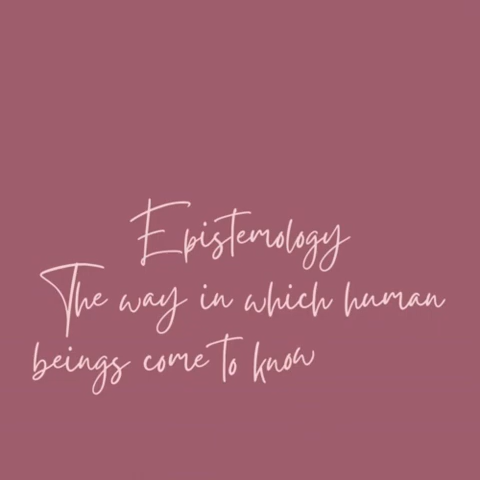 Epistemology
The way in which human
beings come to know